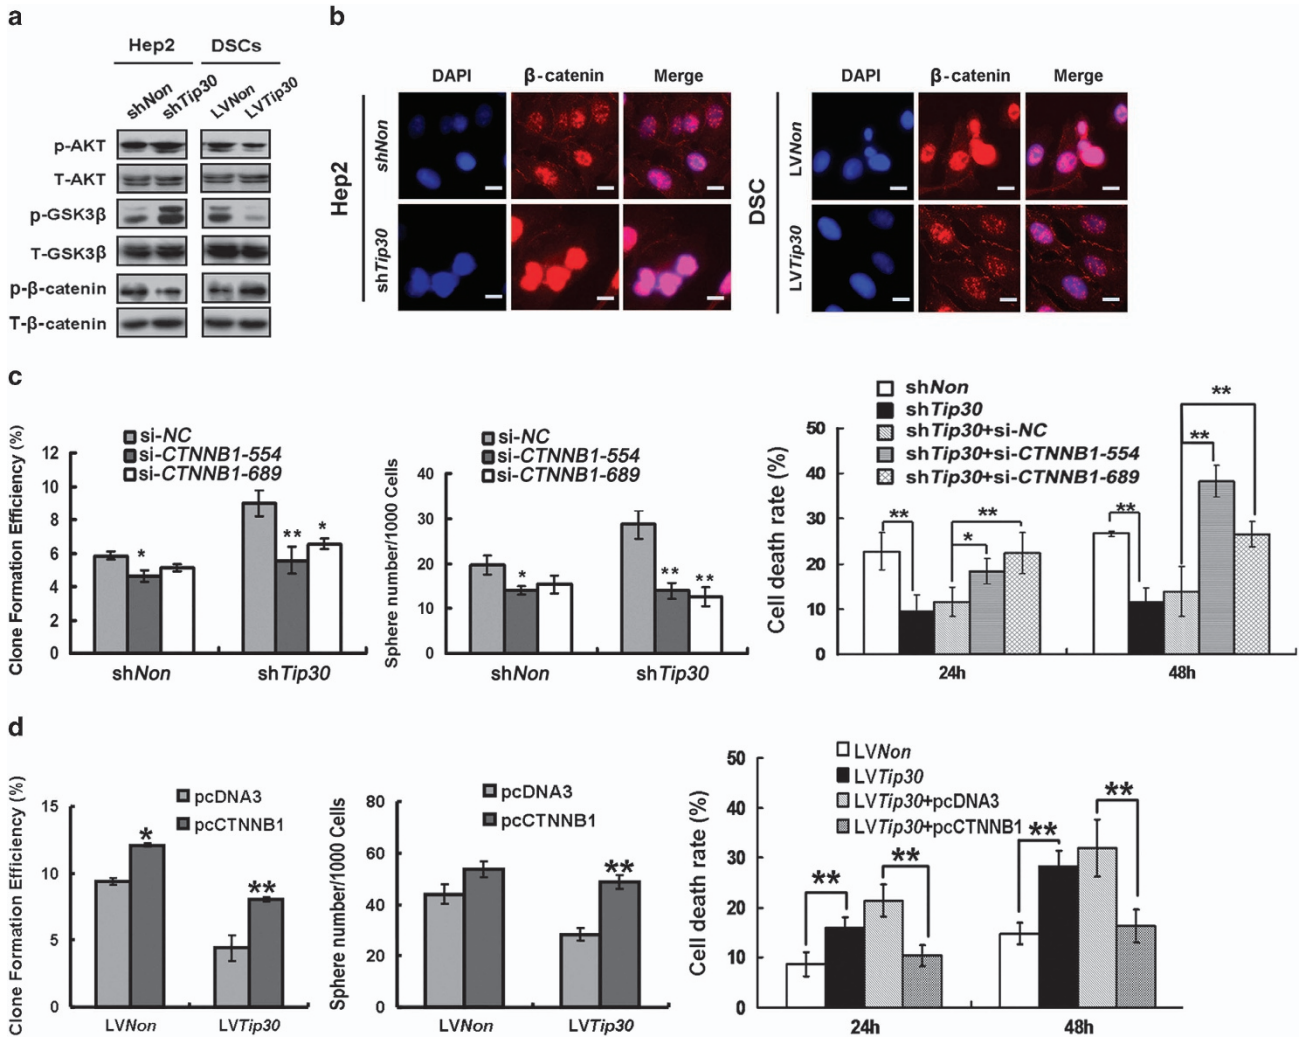 a
Hep2 DSCs
shNon shTip30 LVNon LVTip30
p-AKT
T-AKT
p-GSK3β
T-GSK3β
p-β-catenin
T-β-catenin
b
DAPI β-catenin Merge
Hep2
shNon
shTip30
DAPI β-catenin Merge
DSC
LVNon
LVTip30
c
Clone Formation Efficiency (%)
12
10
8
6
4
2
0
si-NC
si-CTNNB1-554
si-CTNNB1-689
*
** *
shNon shTip30
Sphere number/1000 Cells
40
30
20
10
0
si-NC
si-CTNNB1-554
si-CTNNB1-689
*
** **
shNon shTip30
Cell death rate (%)
50
40
30
20
10
0
shNon
shTip30
shTip30+si-NC
shTip30+si-CTNNB1-554
shTip30+si-CTNNB1-689
** * **
** ** **
24h 48h
d
Clone Formation Efficiency (%)
15
10
5
0
pcDNA3
pcCTNNB1
* **
LVNon LVTip30
Sphere number/1000 Cells
80
60
40
20
0
pcDNA3
pcCTNNB1
**
LVNon LVTip30
Cell death rate (%)
50
40
30
20
10
0
LVNon
LVTip30
LVTip30+pcDNA3
LVTip30+pcCTNNB1
** **
** **
24h 48h